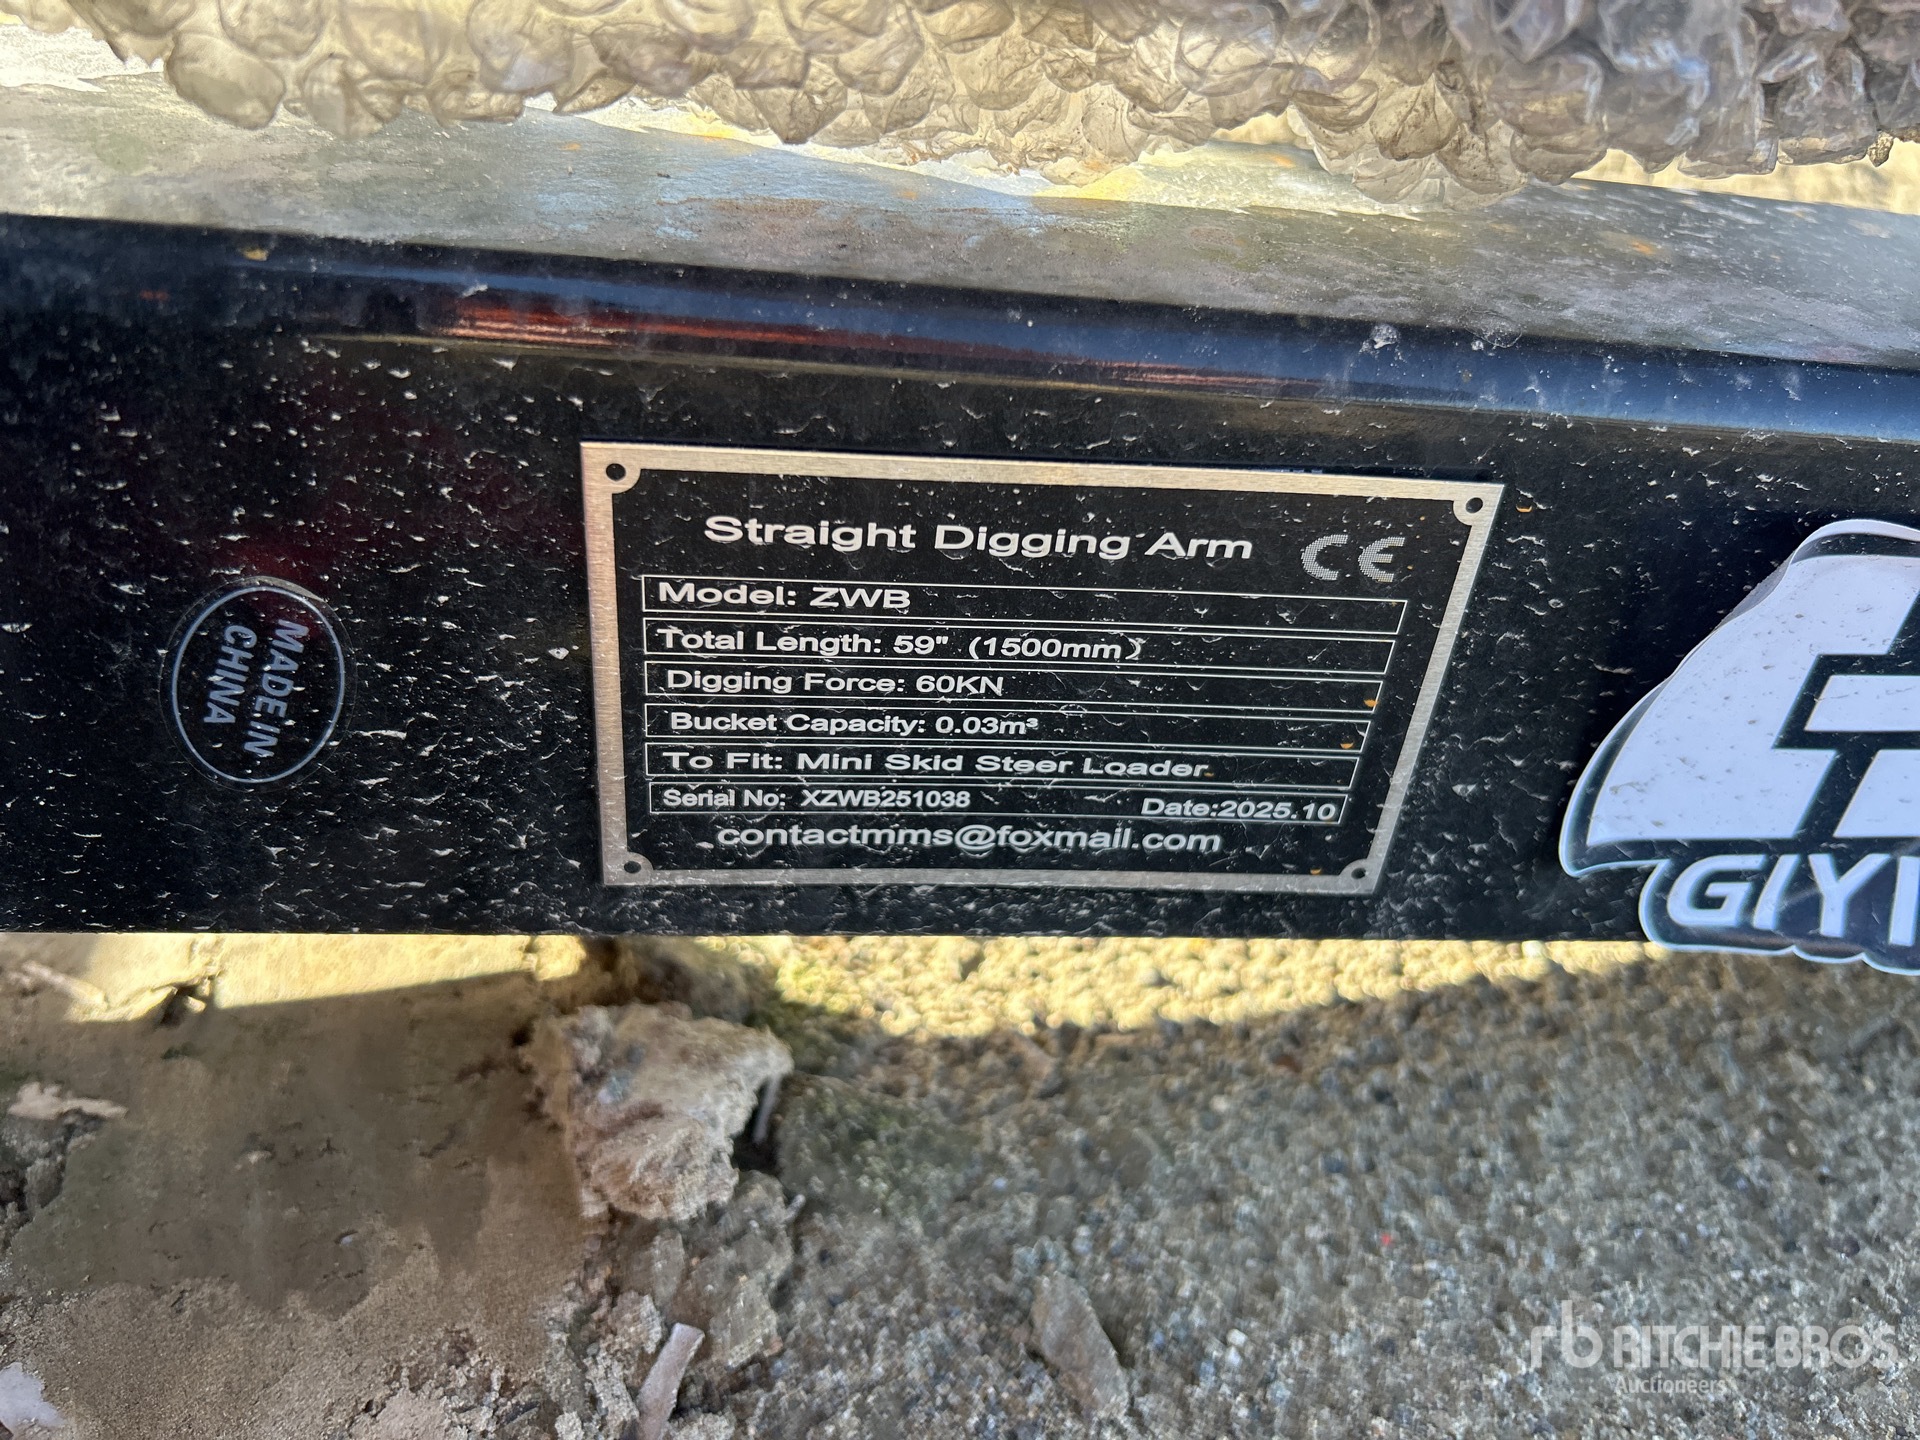 Straight Digging Arm CE
Model: ZWB
Total Length: 59" (1500mm)
Digging Force: 60KN
Bucket Capacity: 0.03m³
To Fit: Mini Skid Steer Loader
Serial No: XZWB251038 Date:2025.10
contactmms@foxmail.com
MADE IN
CHINA
GIYI
rb RITCHIE BROS
Auctioneers